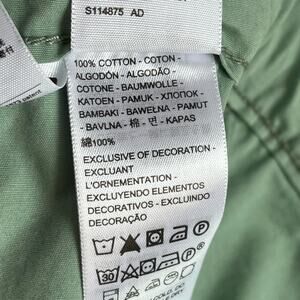 S114875 AD
100% COTTON - COTON -
ALGODÓN - ALGODÃO -
COTONE - BAUMWOLLE -
KATOEN - PAMUK - ХЛОПОК -
BAMBAKI - BAWEŁNA - PAMUT
- BAVLNA - 棉 - 면 - KAPAS
綿100%
EXCLUSIVE OF DECORATION -
EXCLUANT
L'ORNEMENTATION -
EXCLUYENDO ELEMENTOS
DECORATIVOS - EXCLUINDO
DECORAÇÃO
30